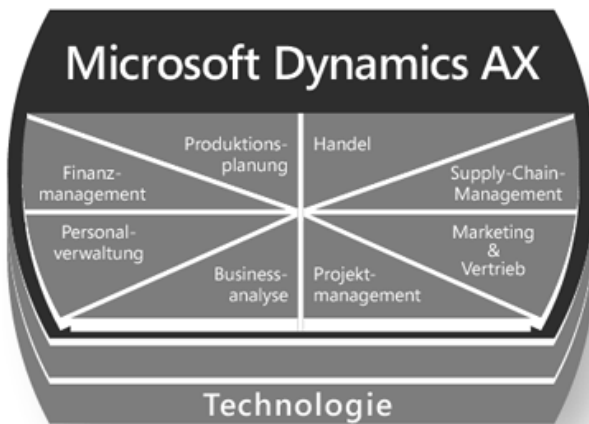 Microsoft Dynamics AX
Produktions-
planung
Handel
Finanz-
management
Supply-Chain-
Management
Personal-
verwaltung
Marketing
&
Vertrieb
Business-
analyse
Projekt-
management
Technologie